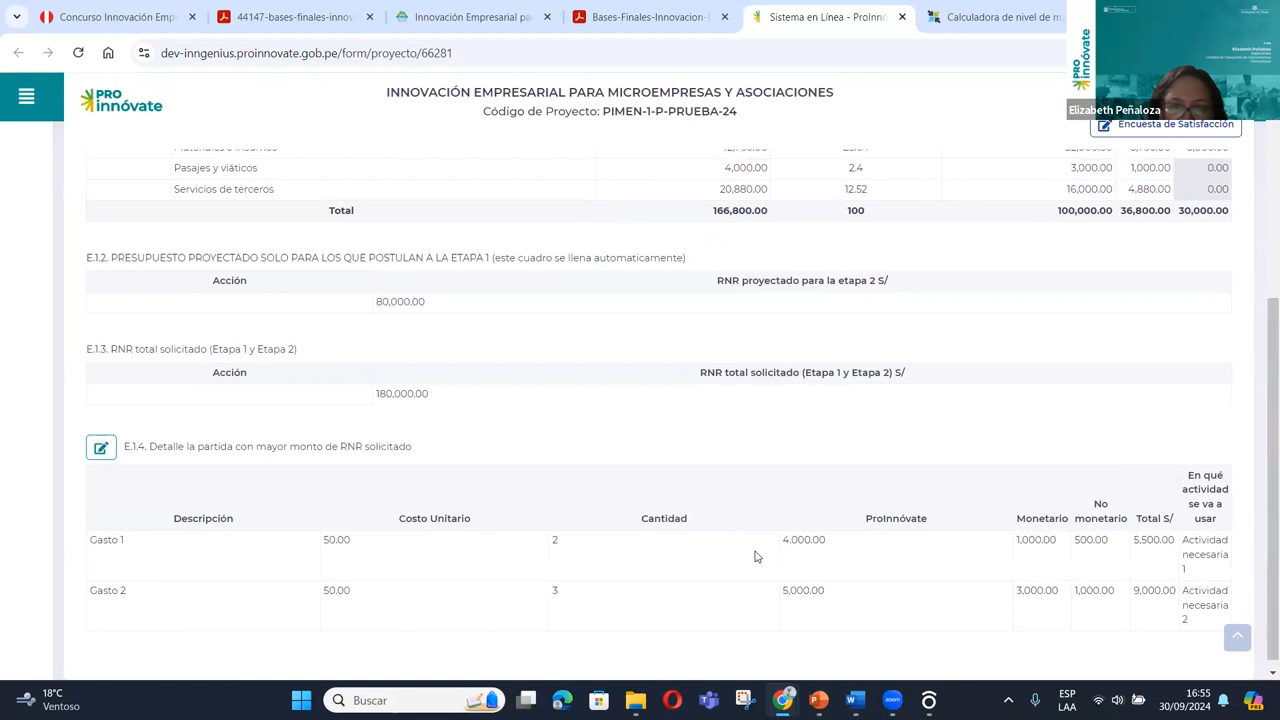 Concurso Innovación Emp
44147-bases-finales-innov
Innovación Empresarial pa
Bases-Finales-Innovacion-I
Sistema en Línea - ProInnó
Calculadora de nivel de m
dev-inngenius.proinnovate.gob.pe/form/proyecto/66281
PRO
innóvate
INNOVACIÓN EMPRESARIAL PARA MICROEMPRESAS Y ASOCIACIONES
Código de Proyecto: PIMEN-1-P-PRUEBA-24
PRO
innóvate
Elizabeth Peñaloza
Elizabeth Peñaloza
Encuesta de Satisfacción
Pasajes y viáticos 4,000.00 2.4 3,000.00 1,000.00 0.00
Servicios de terceros 20,880.00 12.52 16,000.00 4,880.00 0.00
Total 166,800.00 100 100,000.00 36,800.00 30,000.00
E.1.2. PRESUPUESTO PROYECTADO SOLO PARA LOS QUE POSTULAN A LA ETAPA 1 (este cuadro se llena automaticamente)
Acción RNR proyectado para la etapa 2 S/
80,000.00
E.1.3. RNR total solicitado (Etapa 1 y Etapa 2)
Acción RNR total solicitado (Etapa 1 y Etapa 2) S/
180,000.00
E.1.4. Detalle la partida con mayor monto de RNR solicitado
Descripción Costo Unitario Cantidad ProInnóvate Monetario No monetario Total S/ En qué actividad se va a usar
Gasto 1 50.00 2 4,000.00 1,000.00 500.00 5,500.00 Actividad necesaria 1
Gasto 2 50.00 3 5,000.00 3,000.00 1,000.00 9,000.00 Actividad necesaria 2
18°C
Ventoso
Buscar
ESP
LAA
16:55
30/09/2024